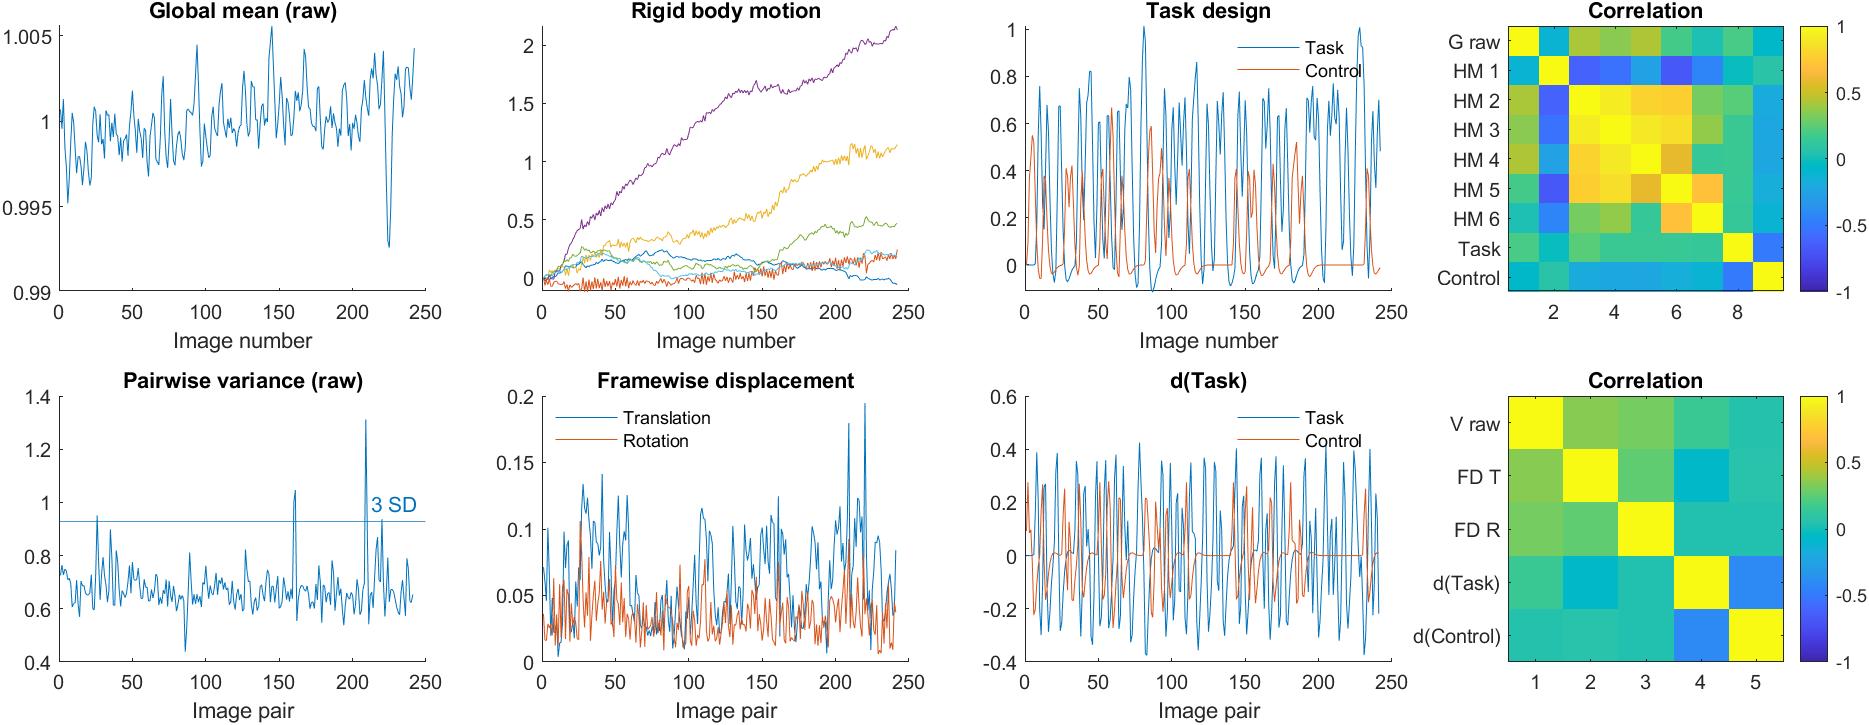 Global mean (raw)
1.005
1
0.995
0.99
0 50 100 150 200 250
Image number
Rigid body motion
2
1.5
1
0.5
0
0 50 100 150 200 250
Image number
Task design
1
0.8
0.6
0.4
0.2
0
Task
Control
0 50 100 150 200 250
Image number
Correlation
G raw
HM 1
HM 2
HM 3
HM 4
HM 5
HM 6
Task
Control
2 4 6 8
1
0.5
0
-0.5
-1
Pairwise variance (raw)
1.4
1.2
1
0.8
0.6
0.4
3 SD
0 50 100 150 200 250
Image pair
Framewise displacement
0.2
0.15
0.1
0.05
0
Translation
Rotation
0 50 100 150 200 250
Image pair
d(Task)
0.6
0.4
0.2
0
-0.2
-0.4
Task
Control
0 50 100 150 200 250
Image pair
Correlation
V raw
FD T
FD R
d(Task)
d(Control)
1 2 3 4 5
1
0.5
0
-0.5
-1